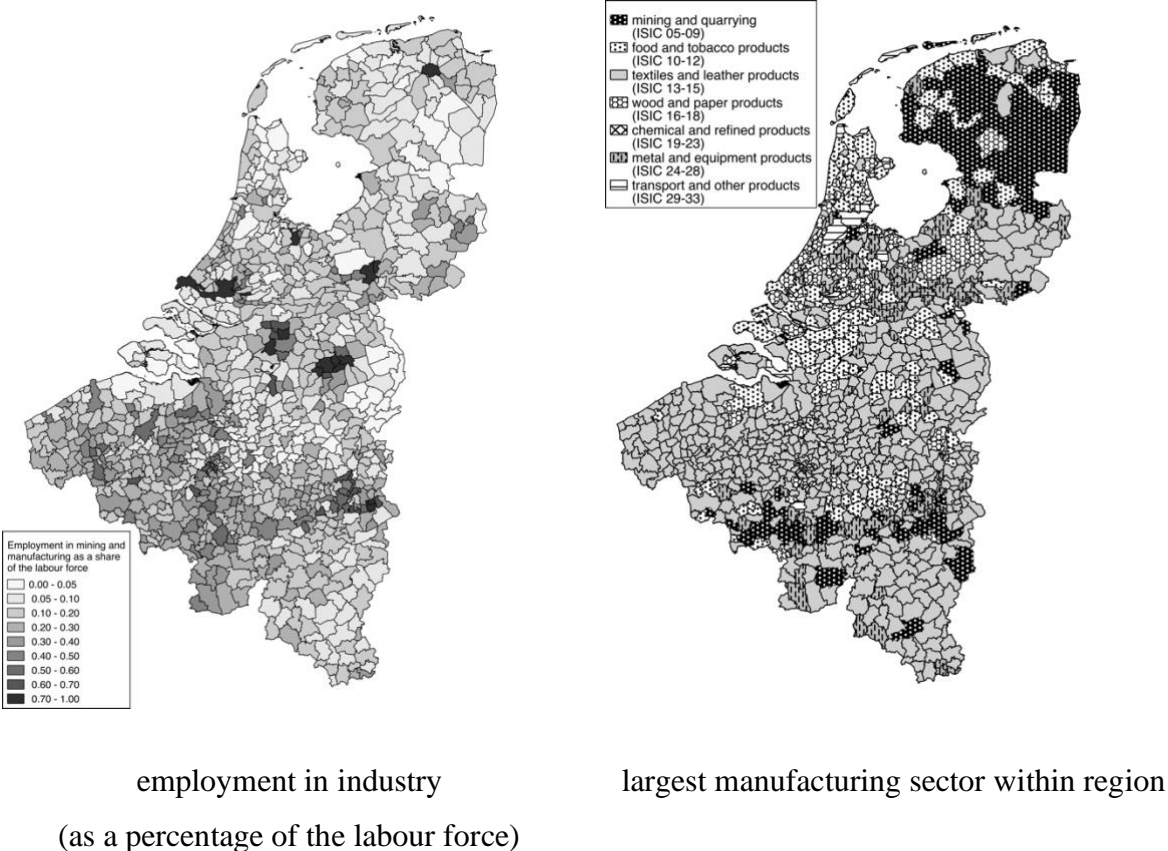 Employment in mining and
manufacturing as a share
of the labour force
0.00 - 0.05
0.05 - 0.10
0.10 - 0.20
0.20 - 0.30
0.30 - 0.40
0.40 - 0.50
0.50 - 0.60
0.60 - 0.70
0.70 - 1.00
mining and quarrying
(ISIC 05-09)
food and tobacco products
(ISIC 10-12)
textiles and leather products
(ISIC 13-15)
wood and paper products
(ISIC 16-18)
chemical and refined products
(ISIC 19-23)
metal and equipment products
(ISIC 24-28)
transport and other products
(ISIC 29-33)
employment in industry
(as a percentage of the labour force)
largest manufacturing sector within region